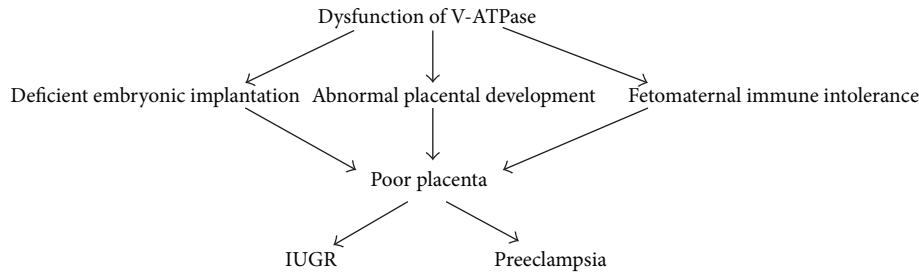 Dysfunction of V-ATPase
Deficient embryonic implantation Abnormal placental development Fetomaternal immune intolerance
Poor placenta
IUGR Preeclampsia